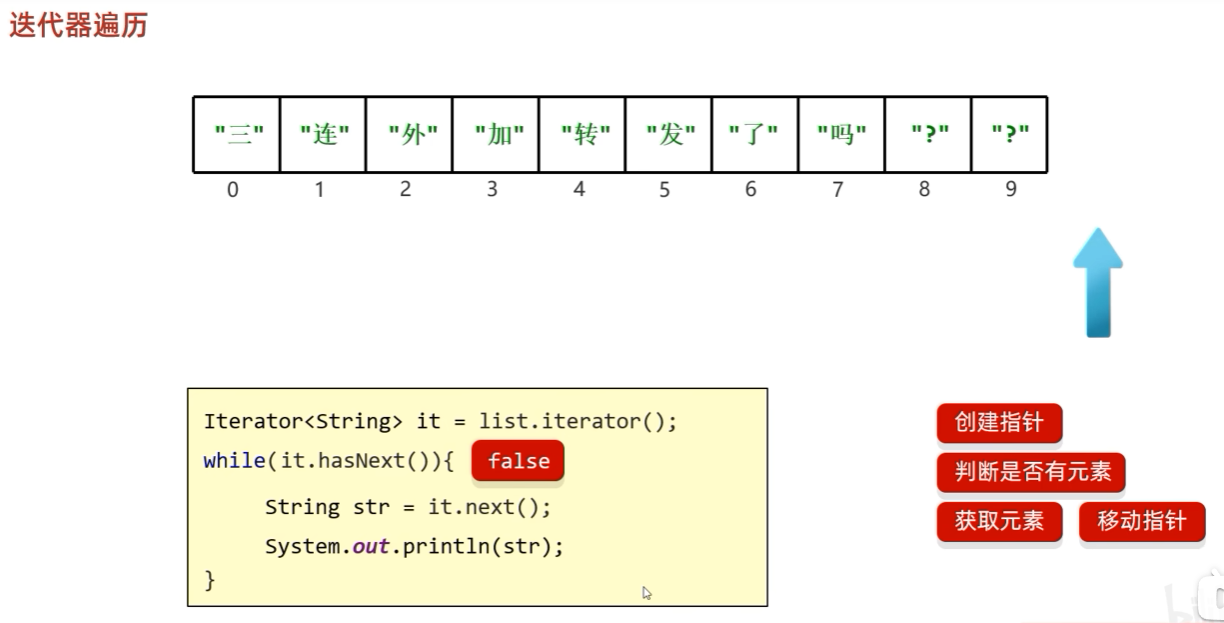 迭代器遍历
"三" "连" "外" "加" "转" "发" "了" "吗" "?" "?"
0 1 2 3 4 5 6 7 8 9
Iterator<String> it = list.iterator();
while(it.hasNext()){ false
String str = it.next();
System.out.println(str);
}
创建指针
判断是否有元素
获取元素 移动指针